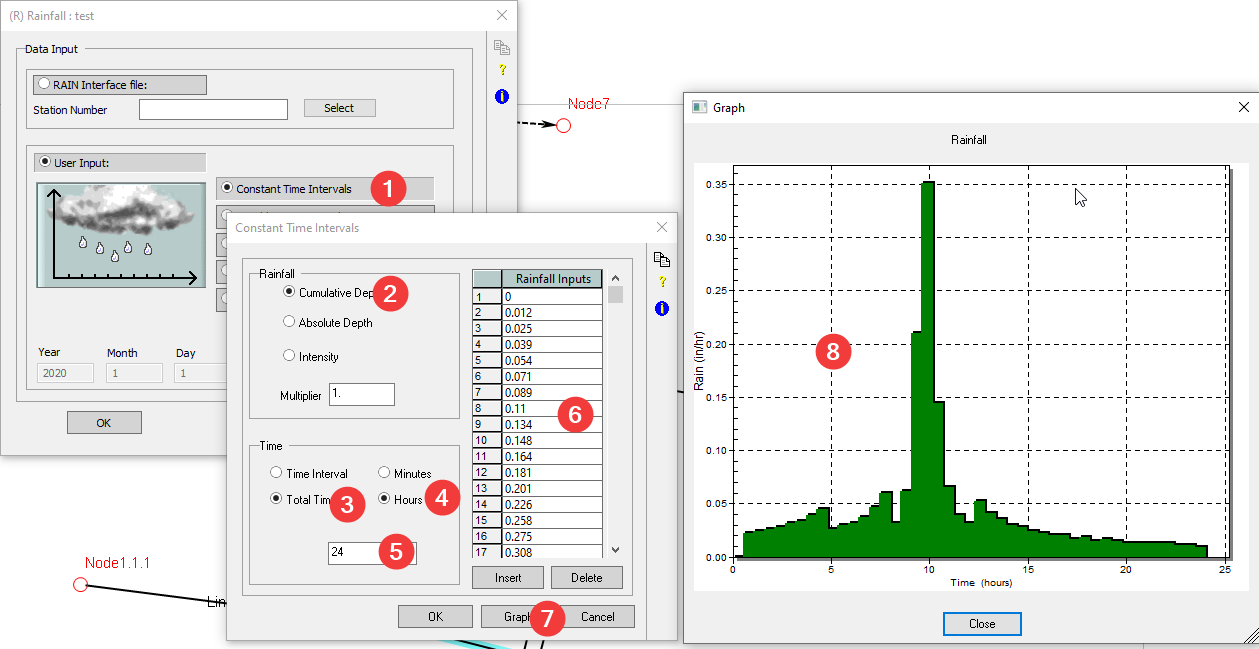 (R) Rainfall : test
Data Input
RAIN Interface file:
Station Number
Select
User Input:
Constant Time Intervals
1
Year
Month
Day
2020
1
1
OK
Node7
Node1.1.1
Lin
Constant Time Intervals
Rainfall
Cumulative Dep
2
Absolute Depth
Intensity
Multiplier
1.
Time
Time Interval
Minutes
Total Tim
3
Hours
4
24
5
Rainfall Inputs
1 0
2 0.012
3 0.025
4 0.039
5 0.054
6 0.071
7 0.089
8 0.11
9 0.134
10 0.148
11 0.164
12 0.181
13 0.201
14 0.226
15 0.258
16 0.275
17 0.308
6
Insert
Delete
OK
Graph
7
Cancel
?
i
?
i
Graph
Rainfall
Rain (in/hr)
0.35
0.30
0.25
0.20
0.15
0.10
0.05
0.00
8
0 5 10 15 20 25
Time (hours)
Close